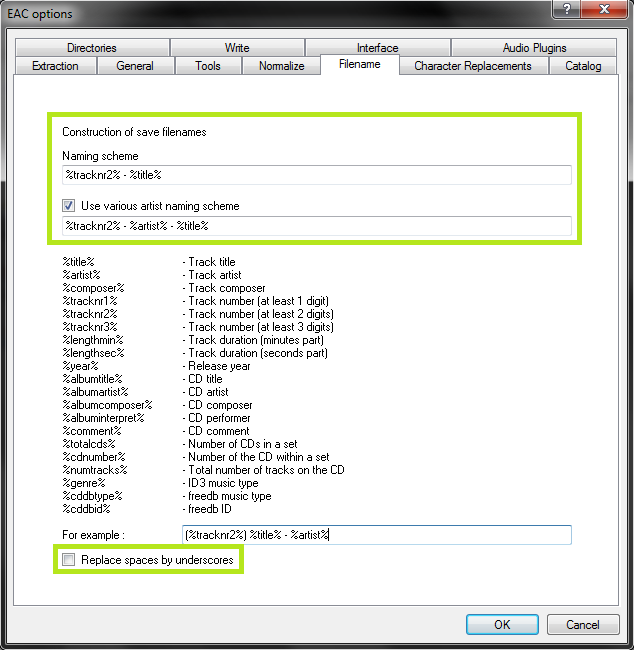 EAC options
Directories Write Interface Audio Plugins
Extraction General Tools Normalize Filename Character Replacements Catalog
Construction of save filenames
Naming scheme
%tracknr2% - %title%
Use various artist naming scheme
%tracknr2% - %artist% - %title%
%title% - Track title
%artist% - Track artist
%composer% - Track composer
%tracknr1% - Track number (at least 1 digit)
%tracknr2% - Track number (at least 2 digits)
%tracknr3% - Track number (at least 3 digits)
%lengthmin% - Track duration (minutes part)
%lengthsec% - Track duration (seconds part)
%year% - Release year
%albumtitle% - CD title
%albumartist% - CD artist
%albumcomposer% - CD composer
%albuminterpret% - CD performer
%comment% - CD comment
%totalcds% - Number of CDs in a set
%cdnumber% - Number of the CD within a set
%numtracks% - Total number of tracks on the CD
%genre% - ID3 music type
%cddbtype% - freedb music type
%cddbid% - freedb ID
For example : (%tracknr2%) %title% - %artist%
Replace spaces by underscores
OK Cancel